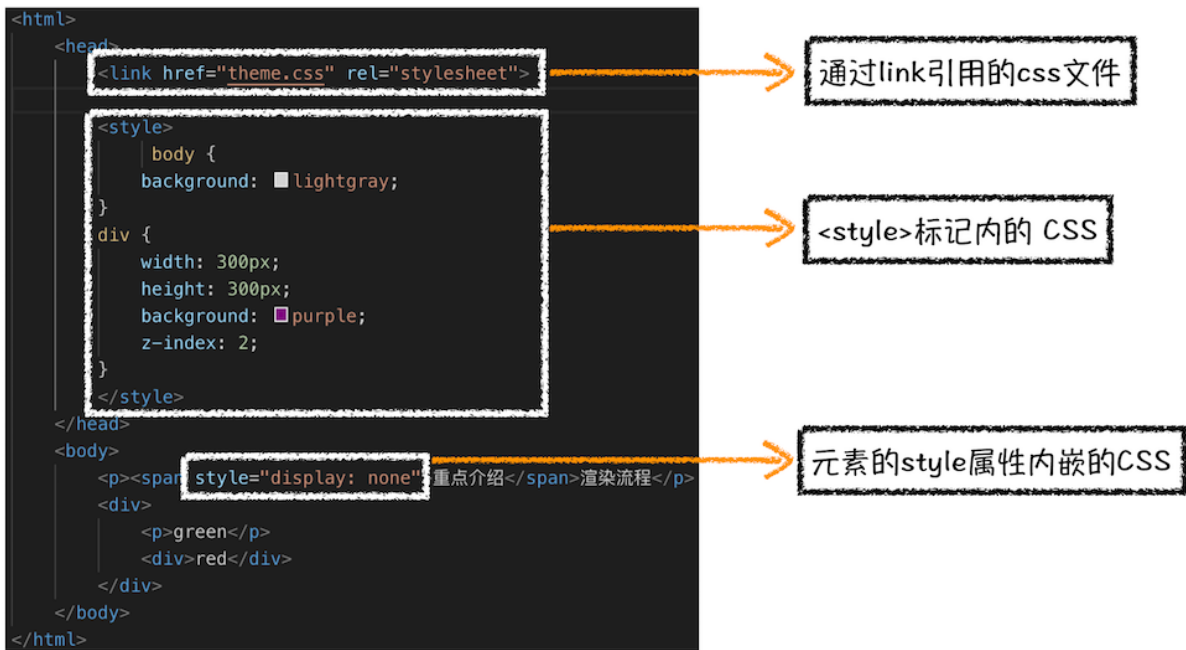 <html>
<head>
<link href="theme.css" rel="stylesheet">
通过link引用的css文件
<style>
body {
background: lightgray;
}
<style>标记内的 CSS
div {
width: 300px;
height: 300px;
background: purple;
z-index: 2;
}
</style>
</head>
<body>
元素的style属性内嵌的CSS
<p><span style="display: none" 重点介绍</span>渲染流程</p>
<div>
<p>green</p>
<div>red</div>
</div>
</body>
</html>